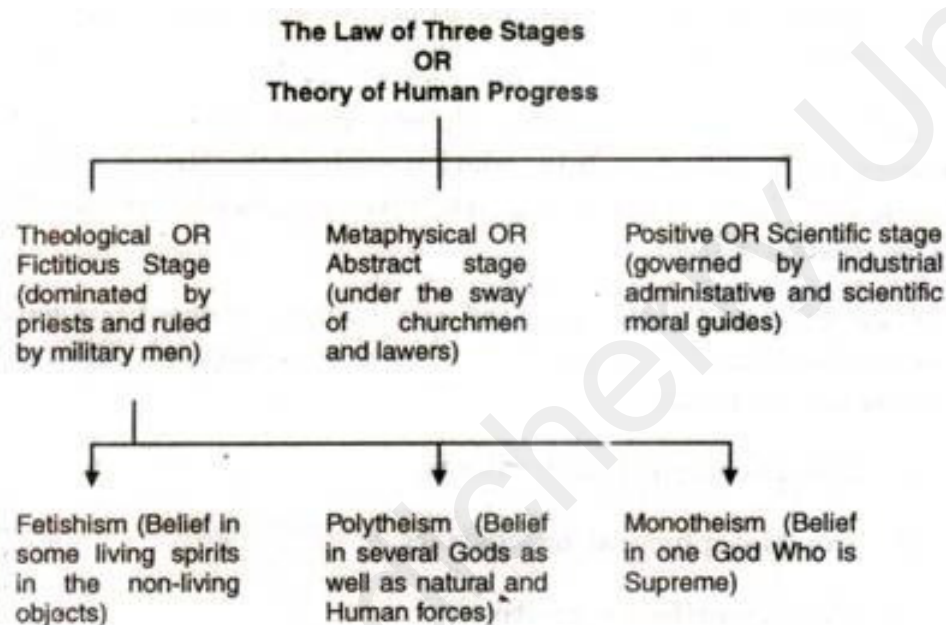 The Law of Three Stages
OR
Theory of Human Progress
Theological OR
Fictitious Stage
(dominated by
priests and ruled
by military men)
Metaphysical OR
Abstract stage
(under the sway
of churchmen
and lawers)
Positive OR Scientific stage
(governed by industrial
administative and scientific
moral guides)
Fetishism (Belief in
some living spirits
in the non-living
objects)
Polytheism (Belief
in several Gods as
well as natural and
Human forces)
Monotheism (Belief
in one God Who is
Supreme)